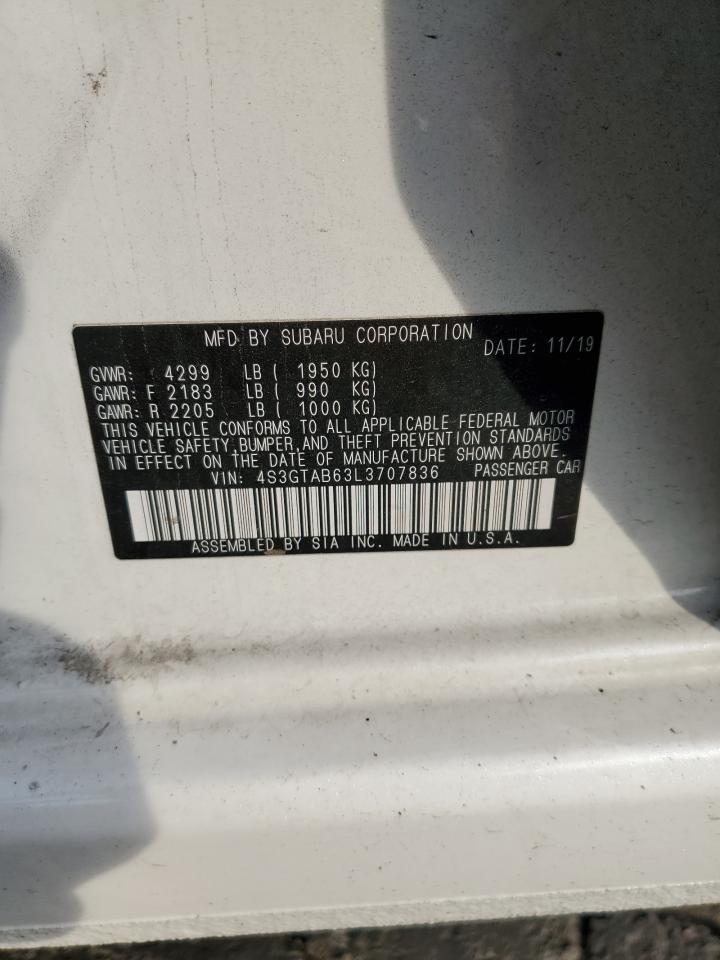 MFD BY SUBARU CORPORATION DATE: 11/19
GVWR: 4299 LB ( 1950 KG)
GAWR: F 2183 LB ( 990 KG)
GAWR: R 2205 LB ( 1000 KG)
THIS VEHICLE CONFORMS TO ALL APPLICABLE FEDERAL MOTOR
VEHICLE SAFETY,BUMPER,AND THEFT PREVENTION STANDARDS
IN EFFECT ON THE DATE OF MANUFACTURE SHOWN ABOVE.
VIN: 4S3GTAB63L3707836 PASSENGER CAR
ASSEMBLED BY SIA INC. MADE IN U.S.A.